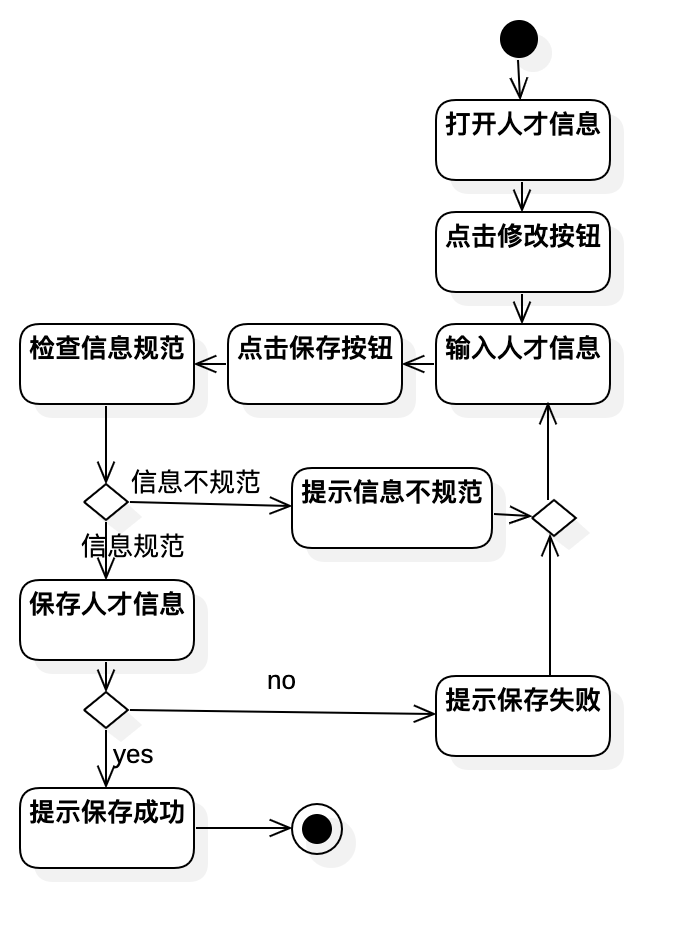 打开人才信息
点击修改按钮
检查信息规范
点击保存按钮
输入人才信息
信息不规范
提示信息不规范
信息规范
保存人才信息
no
提示保存失败
yes
提示保存成功